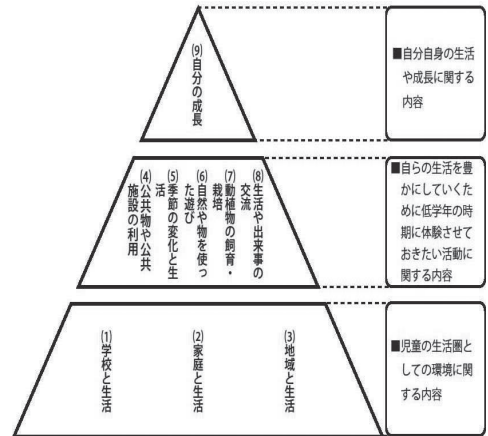 (9)自分の成長
■自分自身の生活
や成長に関する
内容
(8)生活や出来事の
交流
(7)動植物の飼育・
栽培
(6)自然や物を使っ
た遊び
(5)季節の変化と生
活
(4)公共物や公共
施設の利用
■自らの生活を豊
かにしていくた
めに低学年の時
期に体験させて
おきたい活動に
関する内容
(1)学校と生活
(2)家庭と生活
(3)地域と生活
■児童の生活圏と
しての環境に関
する内容